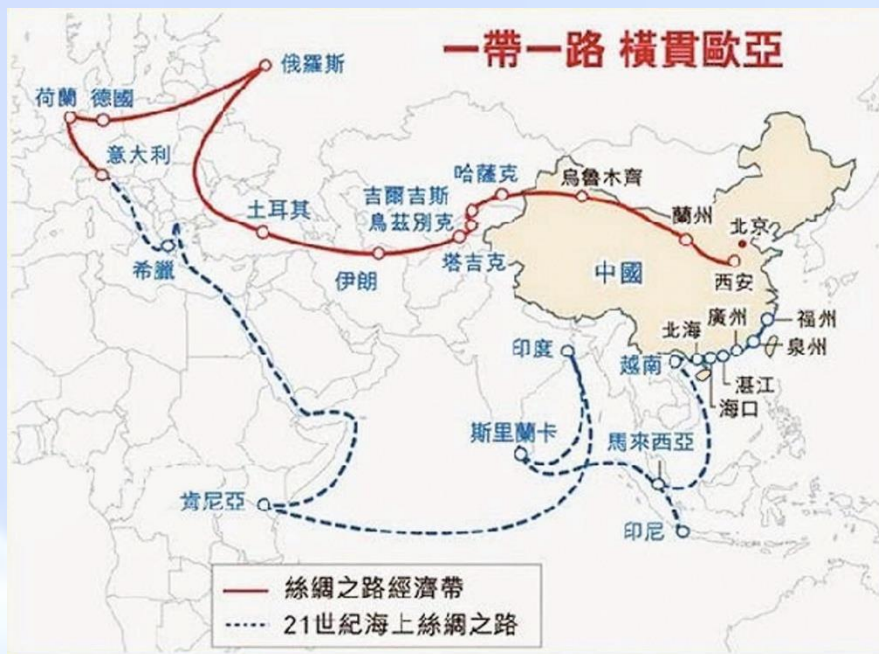 一帶一路 橫貫歐亞
俄羅斯
荷蘭
德國
意大利
哈薩克
烏魯木齊
吉爾吉斯
烏茲別克
土耳其
蘭州
北京
希臘
伊朗
塔吉克
中國
西安
北海
廣州
福州
印度
越南
泉州
湛江
海口
斯里蘭卡
馬來西亞
肯尼亞
印尼
絲綢之路經濟帶
21世紀海上絲綢之路